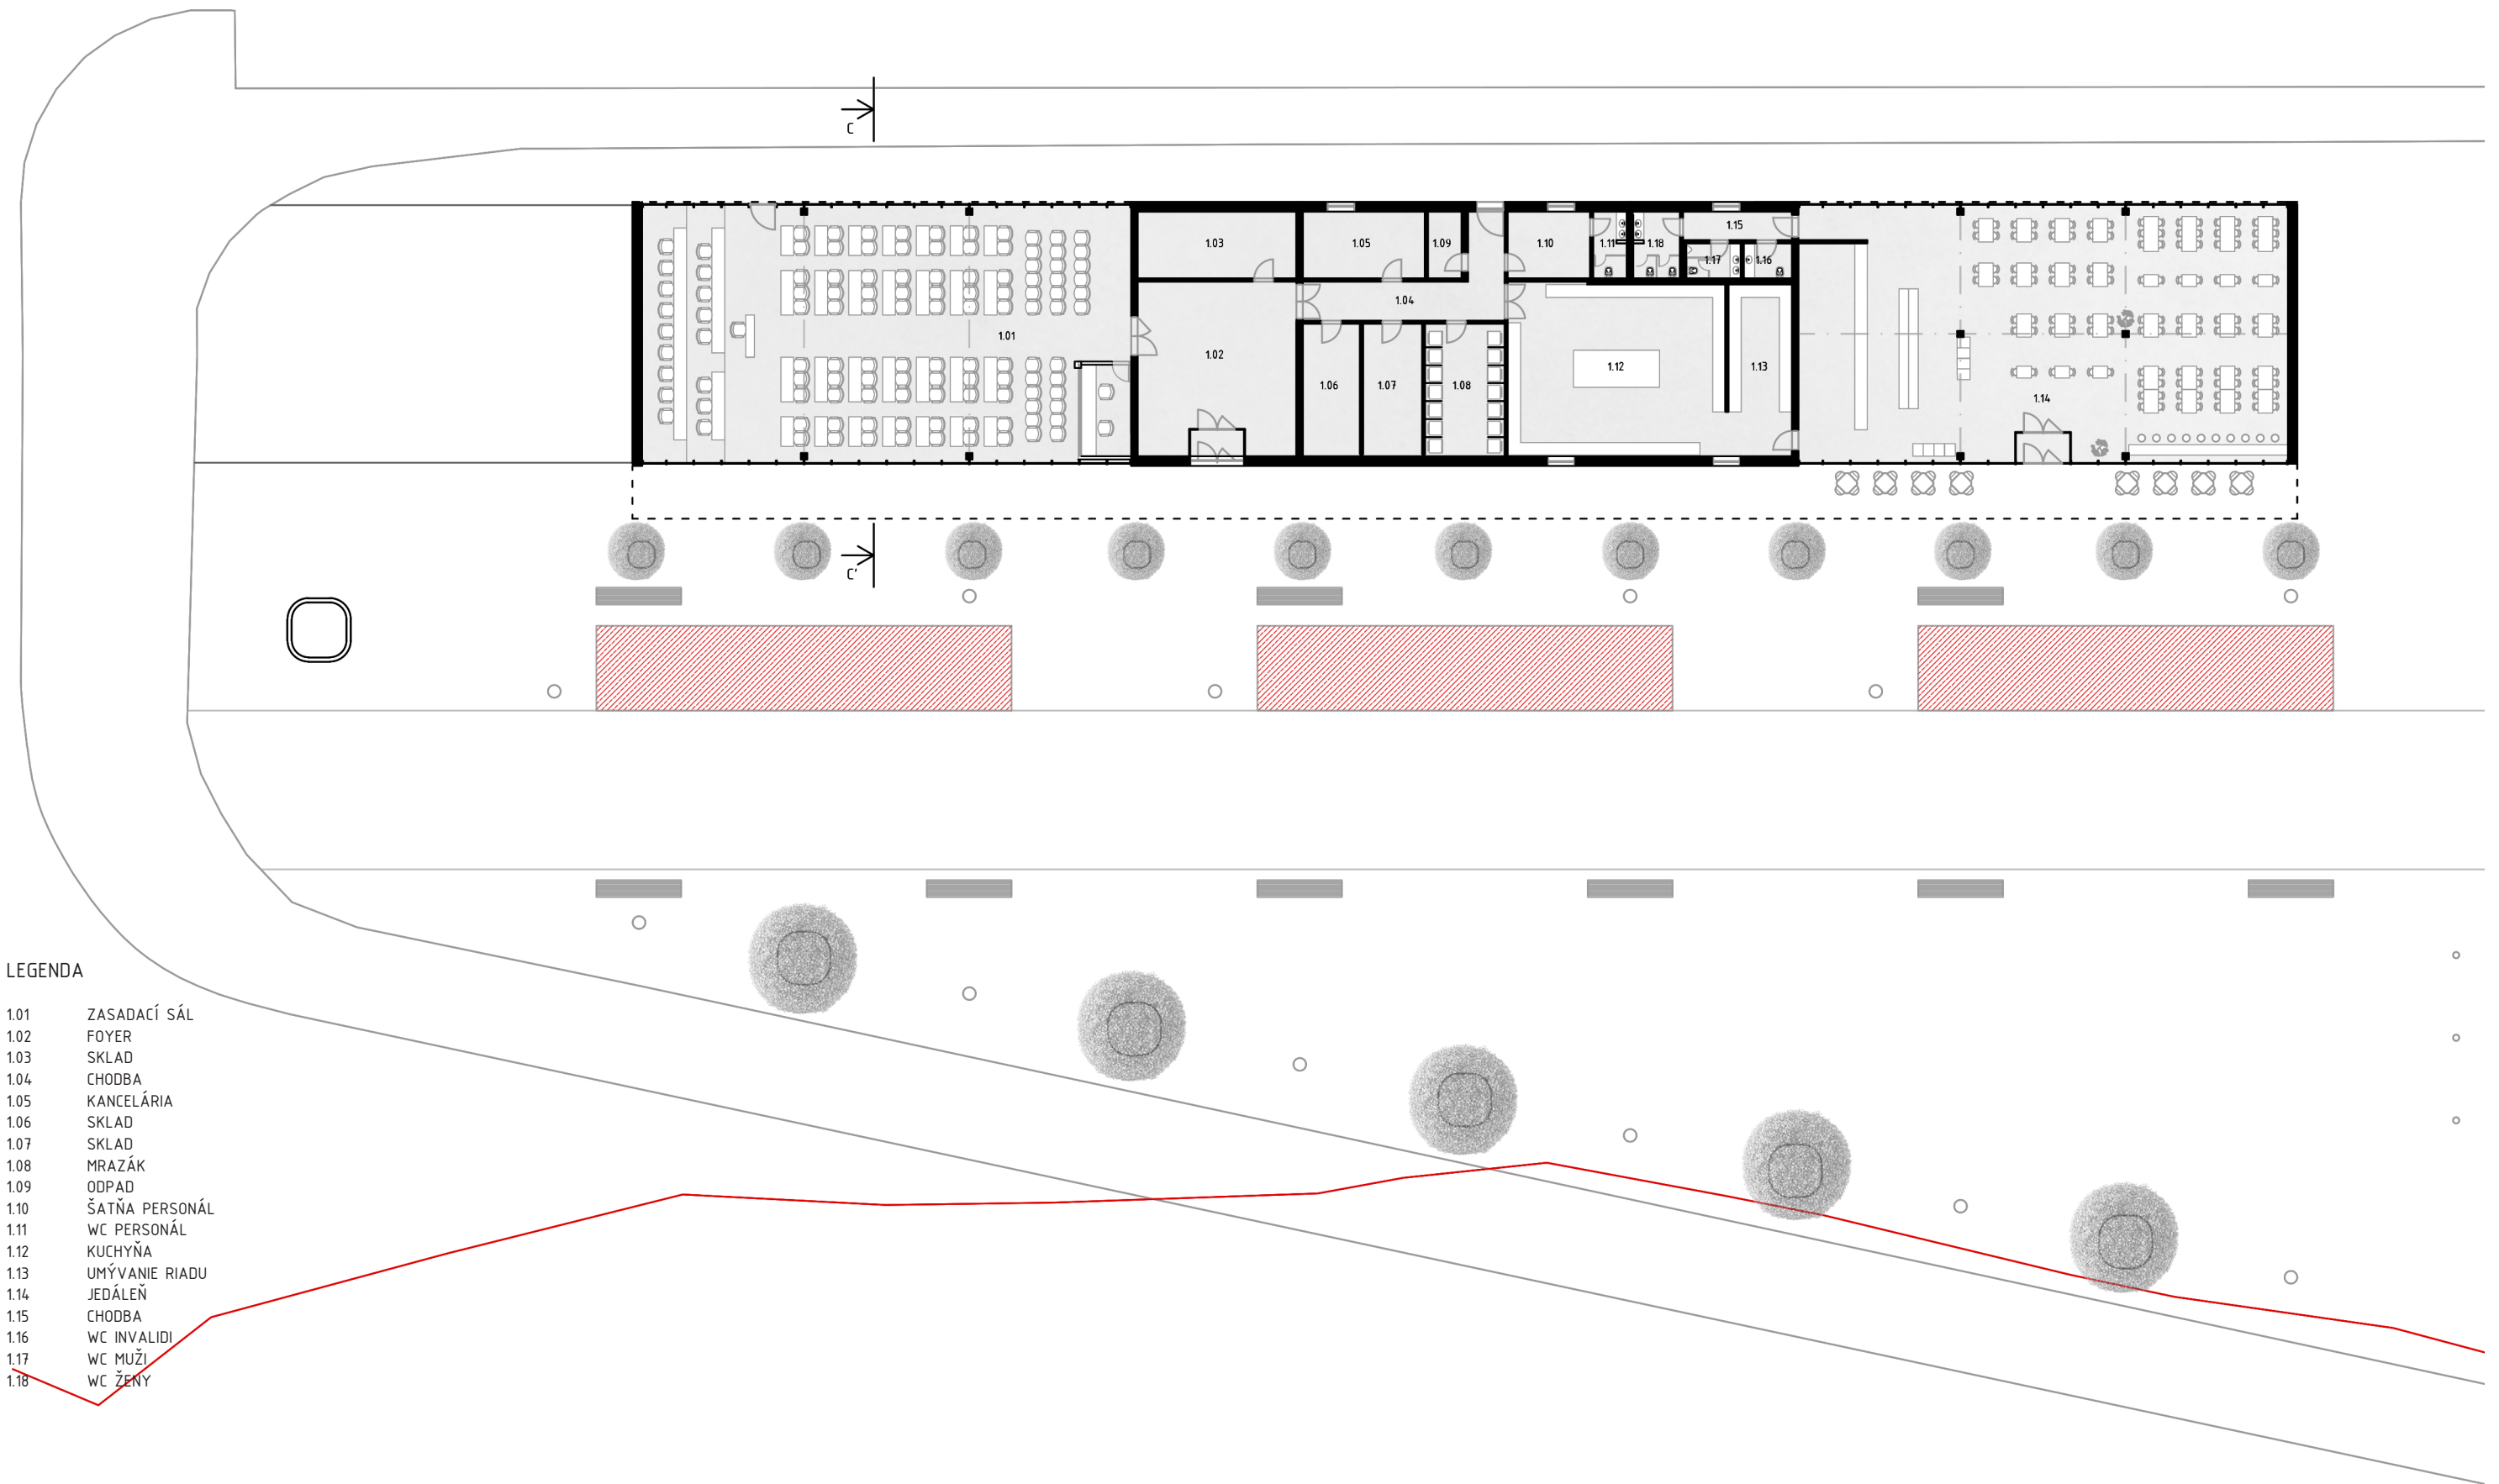 C
1.03
1.05
1.09
1.10
1.11
1.18
1.15
1.17
1.16
1.04
1.01
1.02
1.06
1.07
1.08
1.12
1.13
1.14
C'
LEGENDA
1.01 ZASADACÍ SÁL
1.02 FOYER
1.03 SKLAD
1.04 CHODBA
1.05 KANCELÁRIA
1.06 SKLAD
1.07 SKLAD
1.08 MRAZÁK
1.09 ODPAD
1.10 ŠATŇA PERSONÁL
1.11 WC PERSONÁL
1.12 KUCHYŇA
1.13 UMÝVANIE RIADU
1.14 JEDÁLEŇ
1.15 CHODBA
1.16 WC INVALIDI
1.17 WC MUŽI
1.18 WC ŽENY